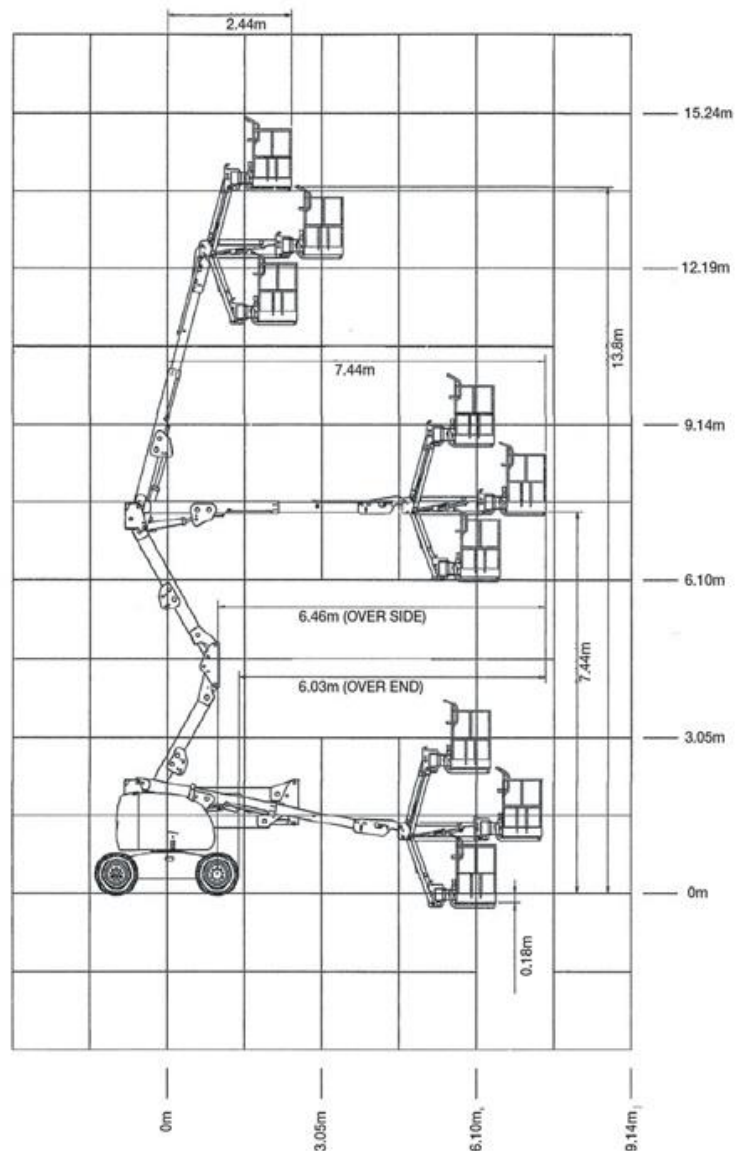 2.44m
15.24m
12.19m
13.8m
7.44m
9.14m
6.10m
6.46m (OVER SIDE)
7.44m
6.03m (OVER END)
3.05m
0m
0.18m
0m
3.05m
6.10m,
9.14m